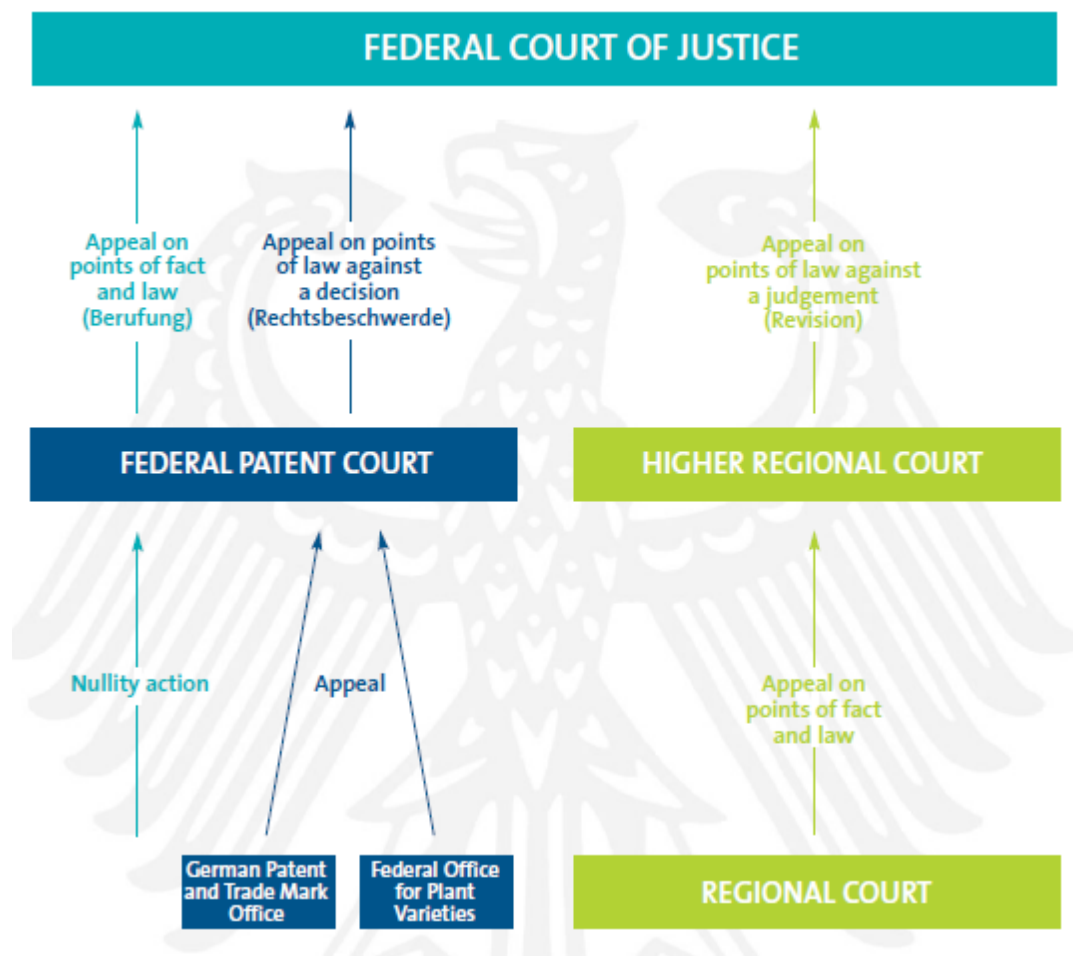 FEDERAL COURT OF JUSTICE
Appeal on
points of fact
and law
(Berufung)
Appeal on points
of law against
a decision
(Rechtsbeschwerde)
Appeal on
points of law against
a judgement
(Revision)
FEDERAL PATENT COURT
HIGHER REGIONAL COURT
Nullity action
Appeal
Appeal on
points of fact
and law
German Patent
and Trade Mark
Office
Federal Office
for Plant
Varieties
REGIONAL COURT